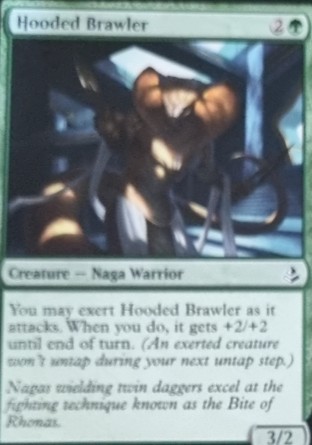 Hooded Brawler 2
Creature — Naga Warrior
You may exert Hooded Brawler as it
attacks. When you do, it gets +2/+2
until end of turn. (An exerted creature
won't untap during your next untap step.)
Nagas wielding twin daggers excel at the
fighting technique known as the Bite of
Rhonas.
3/2